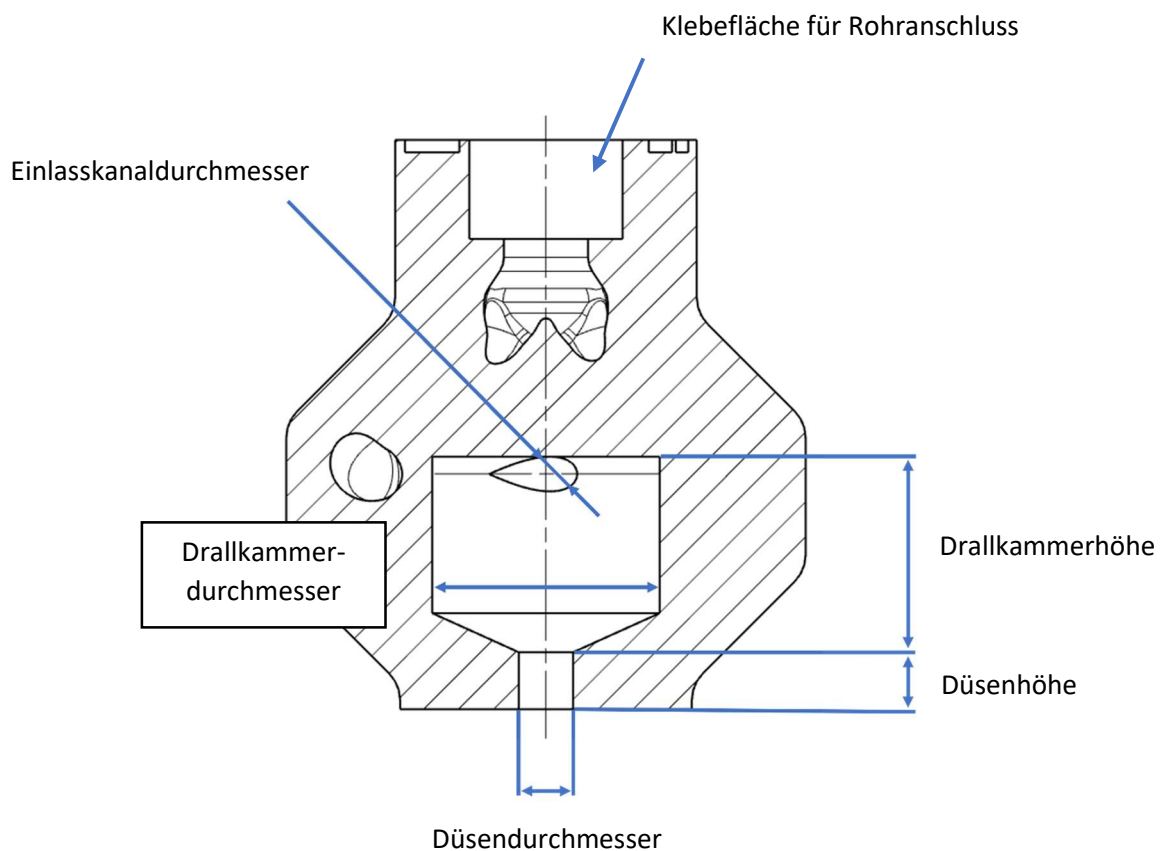 Klebefläche für Rohranschluss
Einlasskanaldurchmesser
Drallkammer-
durchmesser
Drallkammerhöhe
Düsenhöhe
Düsendurchmesser